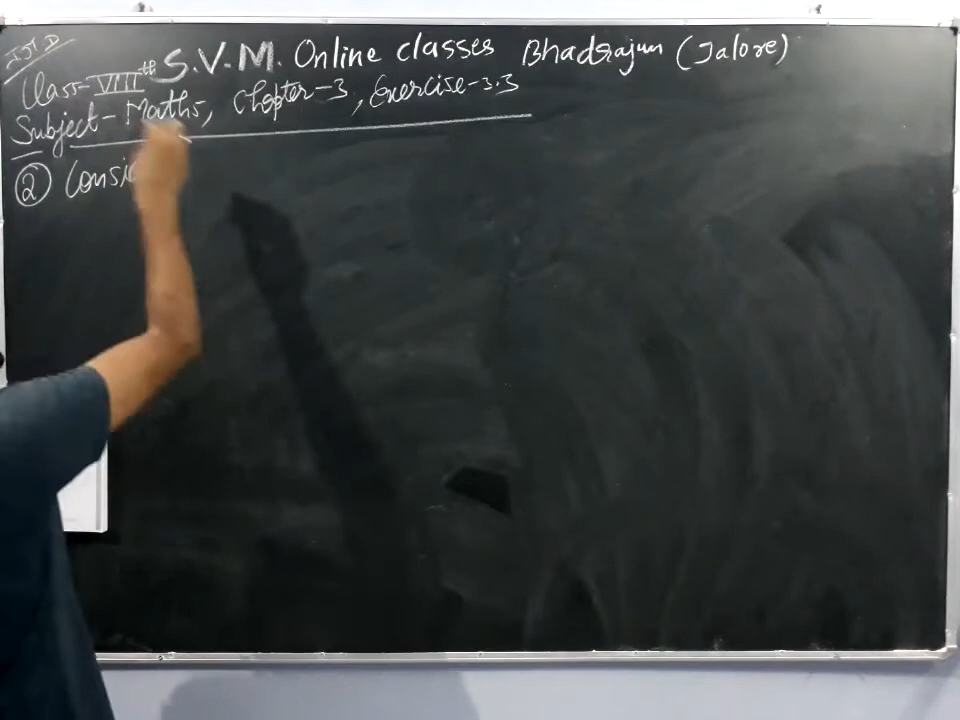 S.V.M. Online classes Bhadrajun (Jalore)
Class-VIIIth
Subject-Maths, Chapter-3, Exercise-3.3
② Consi